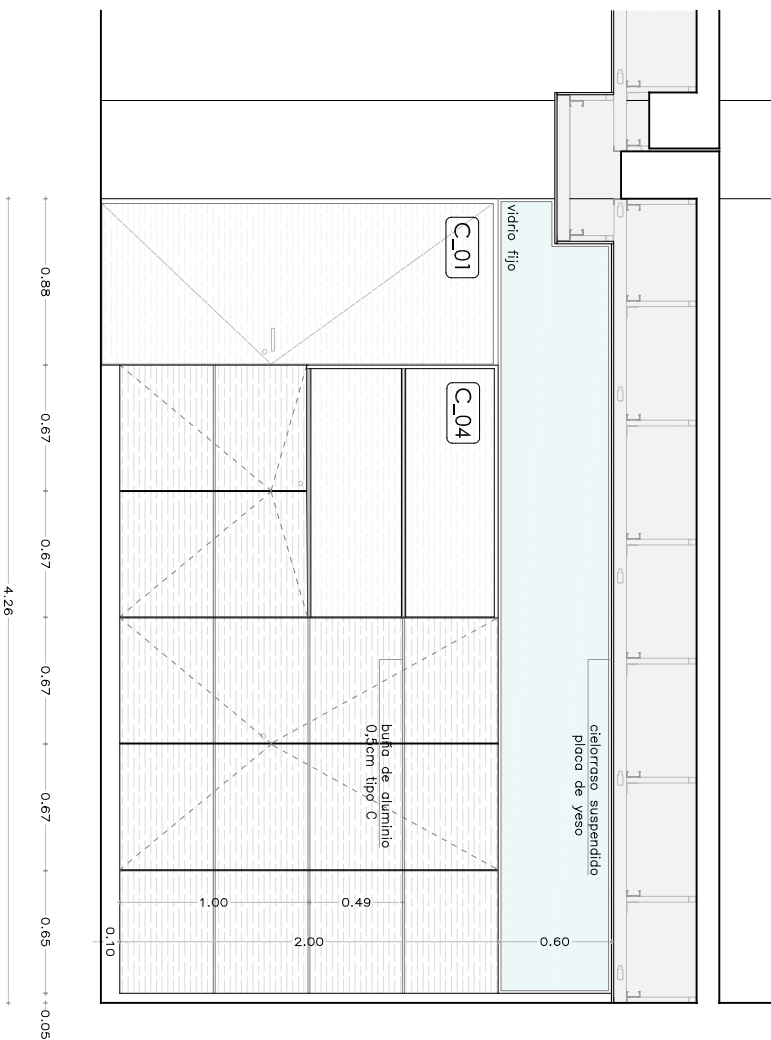 vidrio fijo
C_01
C_04
cielorraso suspendido
placa de yeso
buña de aluminio
0,5cm tipo C
0.60
0.49
2.00
1.00
0.10
0.88
0.67
0.67
0.67
0.67
0.65
0.05
4.26